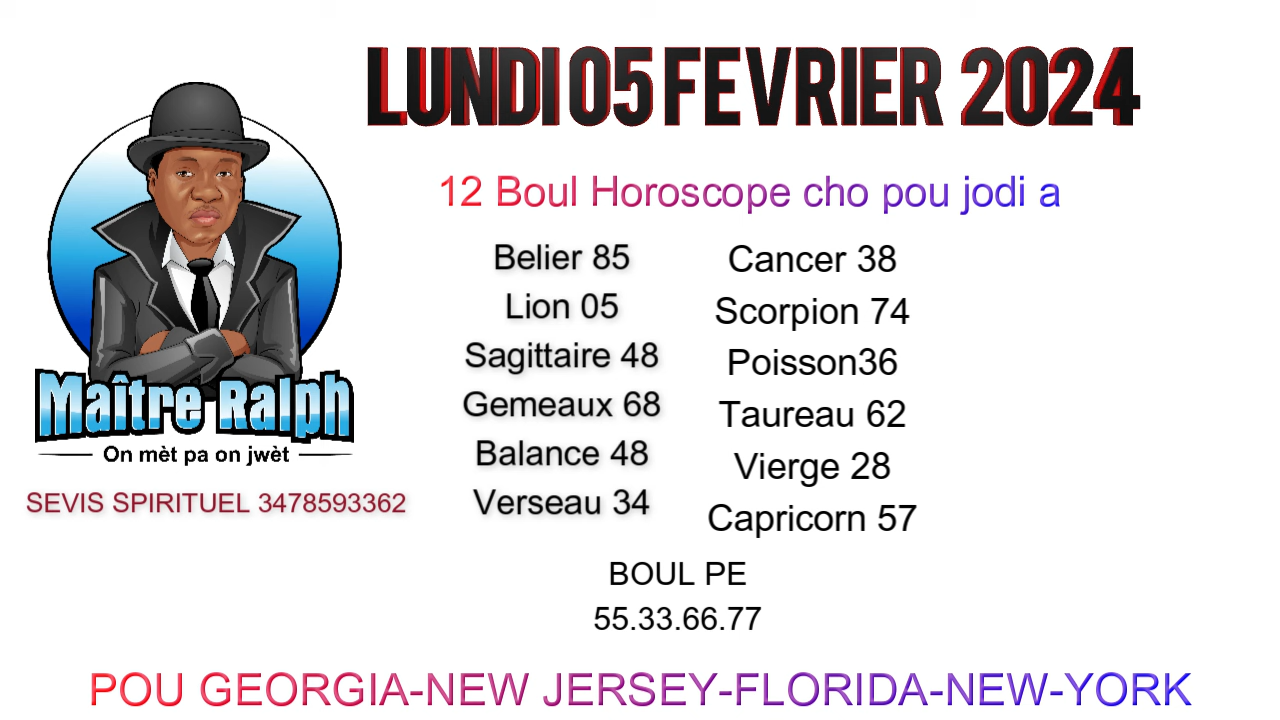 LUNDI 05 FEVRIER 2024
12 Boul Horoscope cho pou jodi a
Belier 85
Lion 05
Sagittaire 48
Gemeaux 68
Balance 48
Verseau 34
Cancer 38
Scorpion 74
Poisson36
Taureau 62
Vierge 28
Capricorn 57
Maître Ralph
On mèt pa on jwèt
SEVIS SPIRITUEL 3478593362
BOUL PE
55.33.66.77
POU GEORGIA-NEW JERSEY-FLORIDA-NEW-YORK